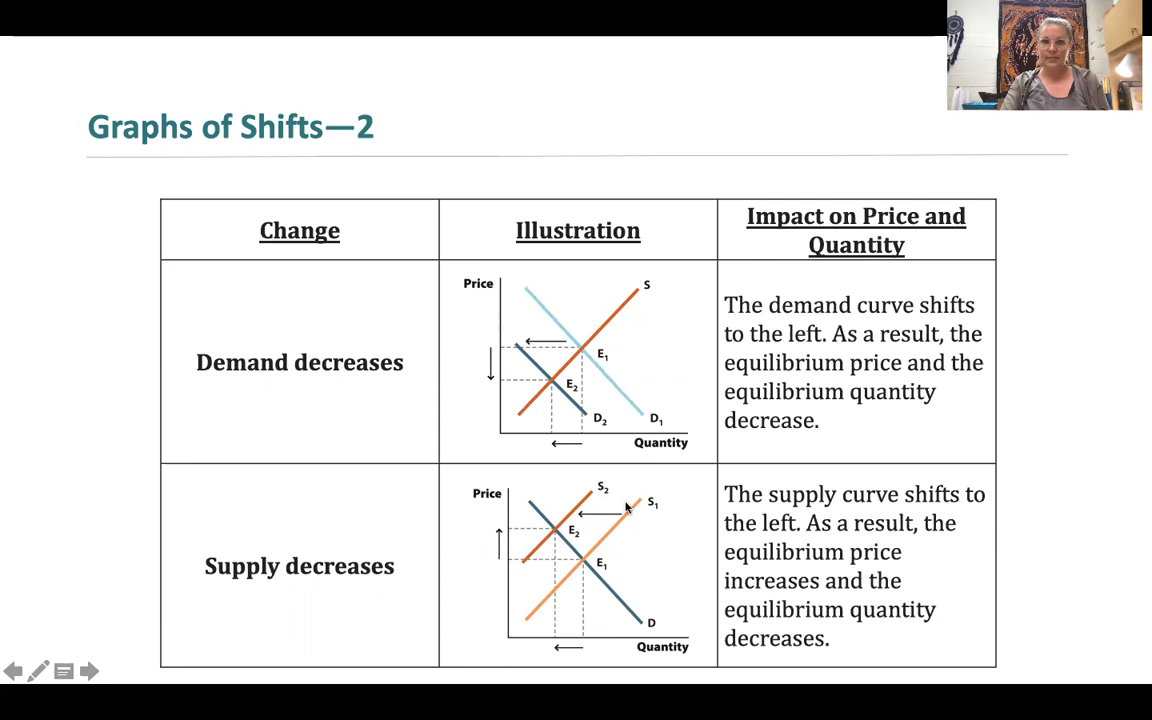 Graphs of Shifts—2
Change
Illustration
Impact on Price and
Quantity
Demand decreases
Price
S
E1
E2
D2
D1
Quantity
The demand curve shifts
to the left. As a result, the
equilibrium price and the
equilibrium quantity
decrease.
Supply decreases
Price
S2
S1
E2
E1
D
Quantity
The supply curve shifts to
the left. As a result, the
equilibrium price
increases and the
equilibrium quantity
decreases.